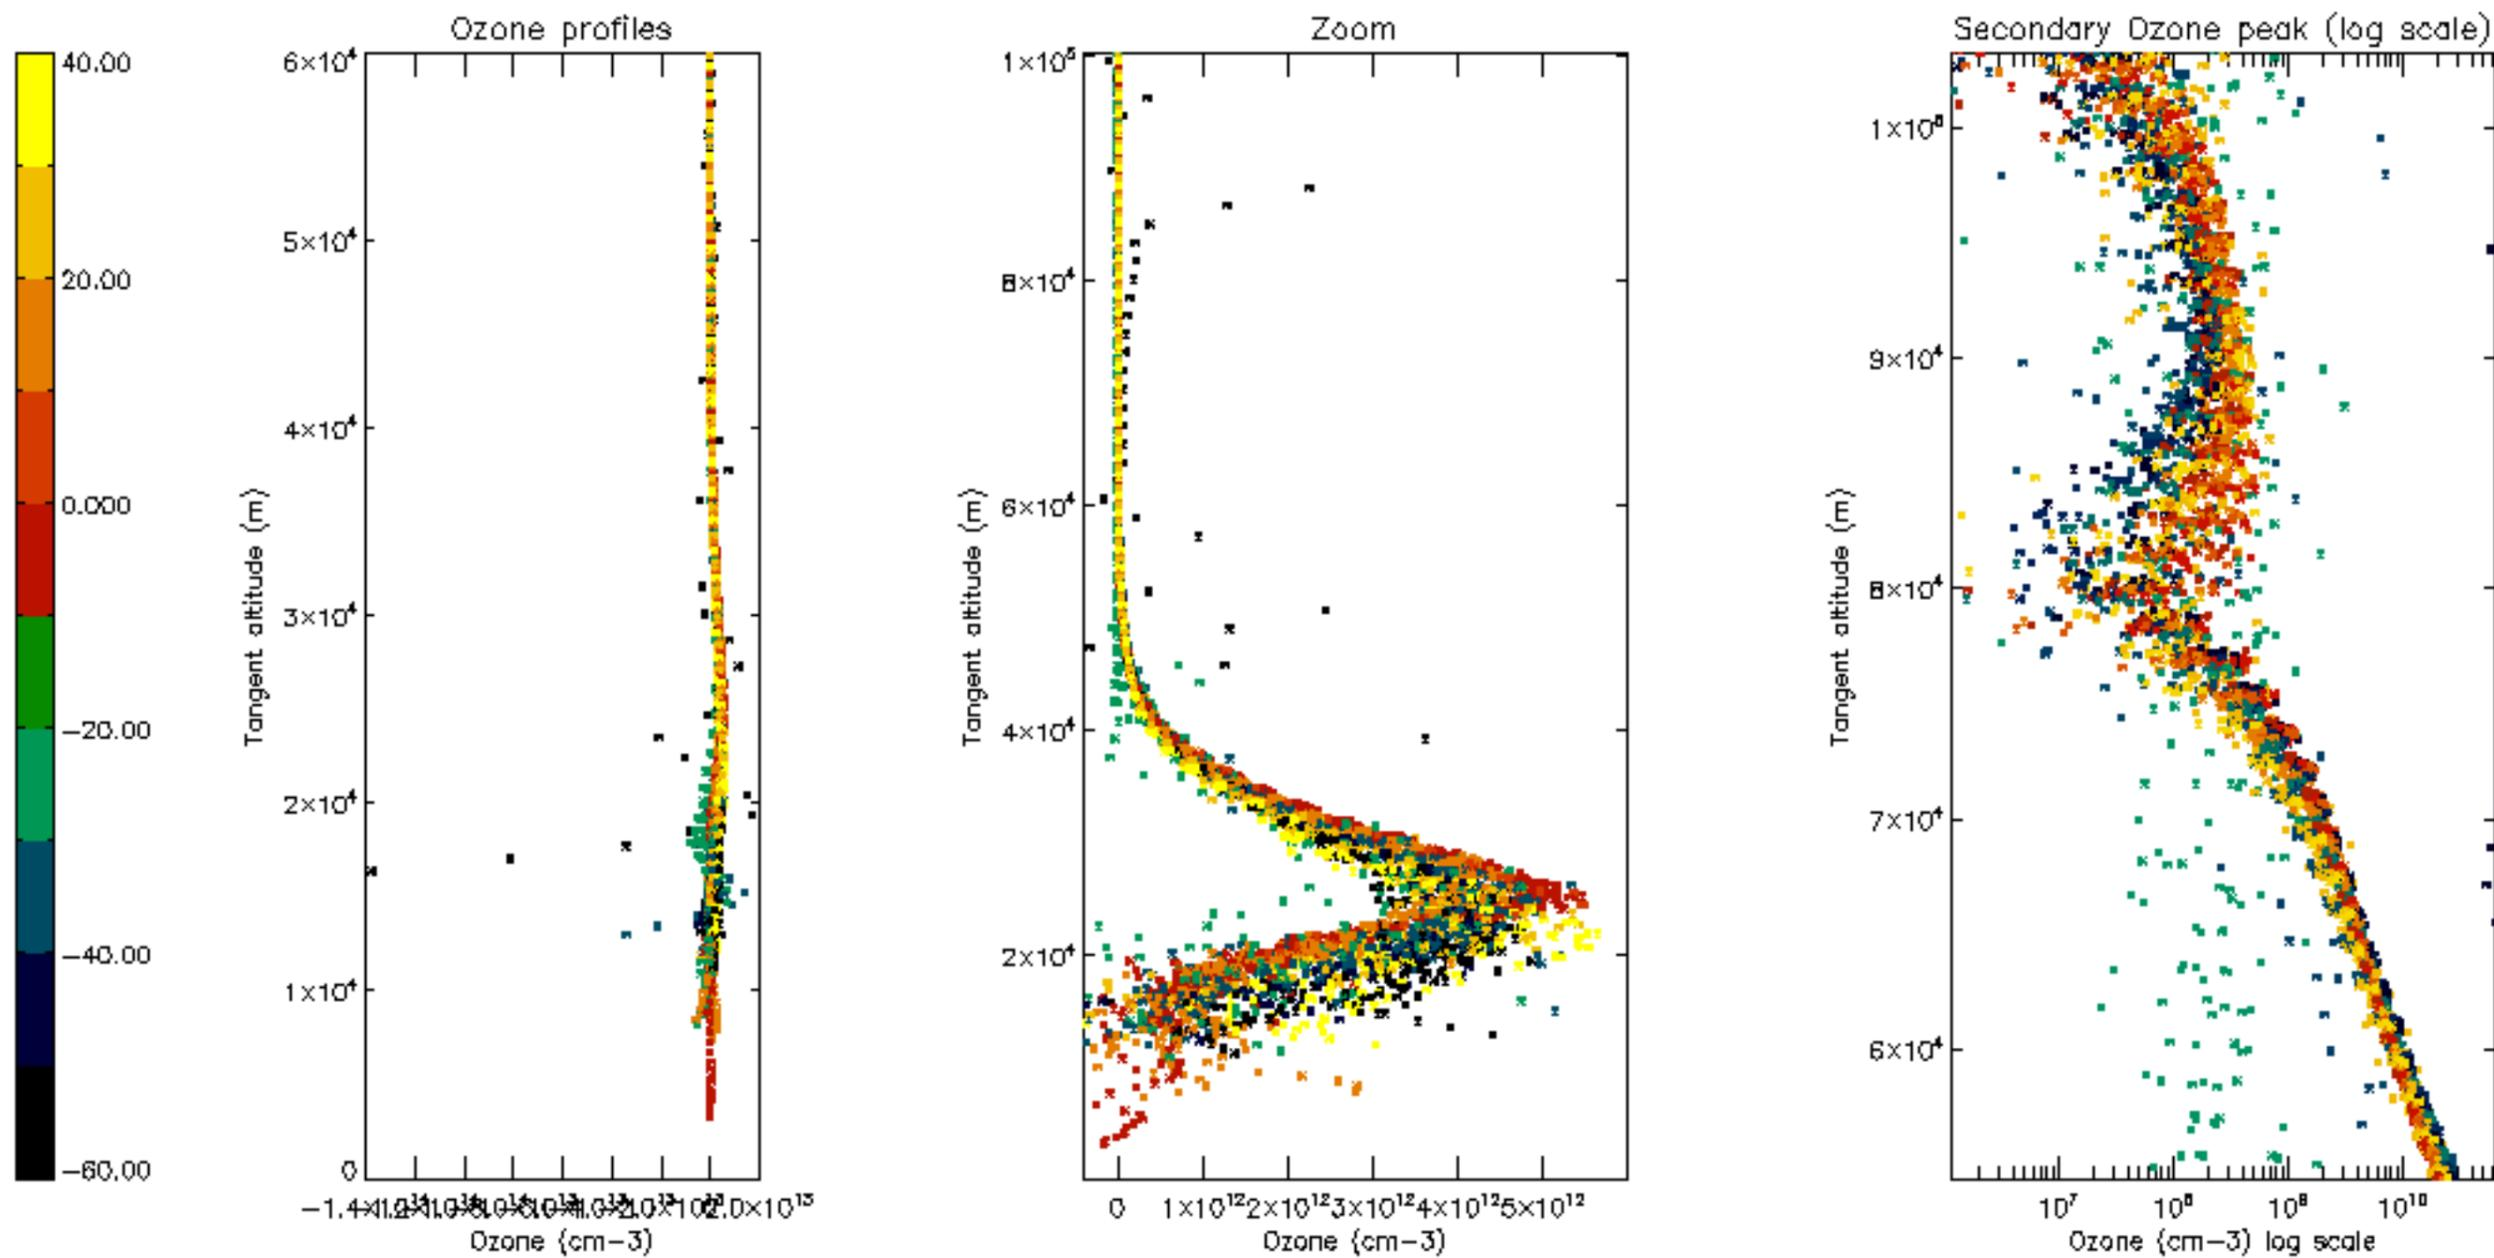 Ozone profiles
Zoom
Secondary Ozone peak (log scale)
40.00
20.00
0.000
−20.00
−40.00
−60.00
6×10⁴
5×10⁴
4×10⁴
3×10⁴
2×10⁴
1×10⁴
0
Tangent altitude (m)
Ozone (cm−3)
1×10⁵
8×10⁴
6×10⁴
4×10⁴
2×10⁴
Tangent altitude (m)
0 1×10¹² 2×10¹² 3×10¹² 4×10¹² 5×10¹²
Ozone (cm−3)
1×10⁵
9×10⁴
8×10⁴
7×10⁴
6×10⁴
Tangent altitude (m)
10⁷ 10⁸ 10⁹ 10¹⁰
Ozone (cm−3) log scale